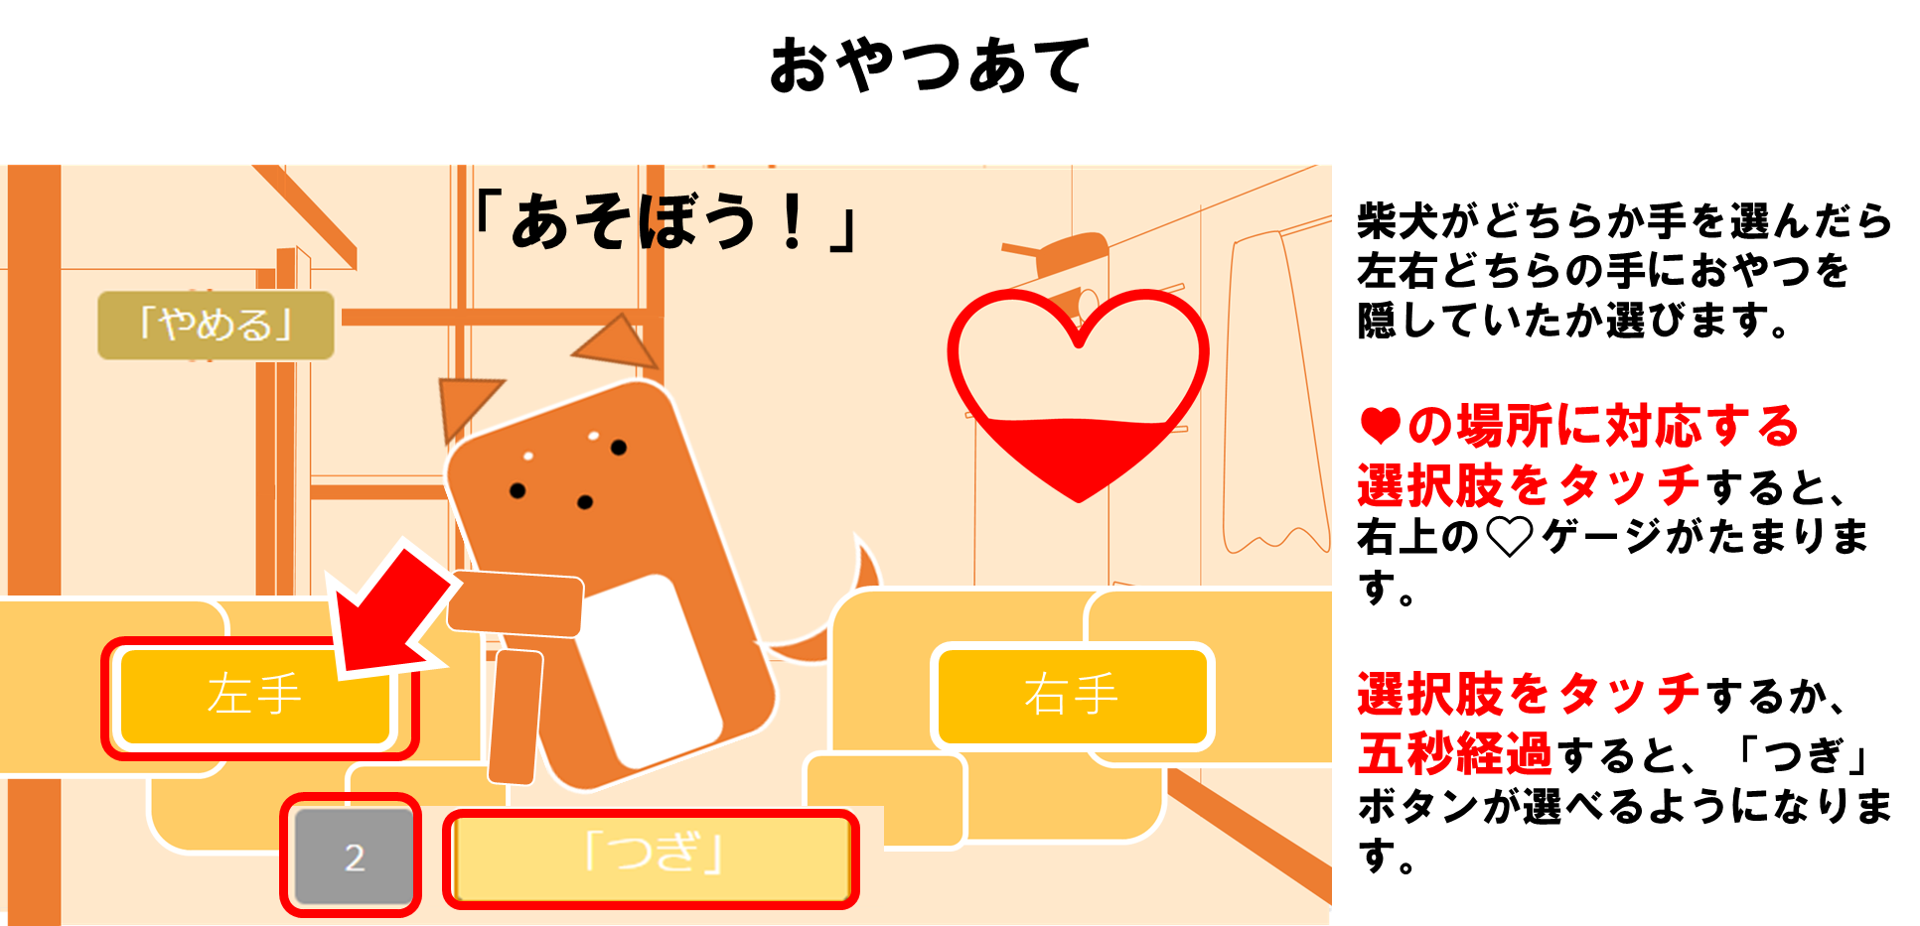 おやつあて
「あそぼう！」
「やめる」
左手
右手
2
「つぎ」
柴犬がどちらか手を選んだら
左右どちらの手におやつを
隠していたか選びます。
♥の場所に対応する
選択肢をタッチすると、
右上の♡ゲージがたまりま
す。
選択肢をタッチするか、
五秒経過すると、「つぎ」
ボタンが選べるようになりま
す。